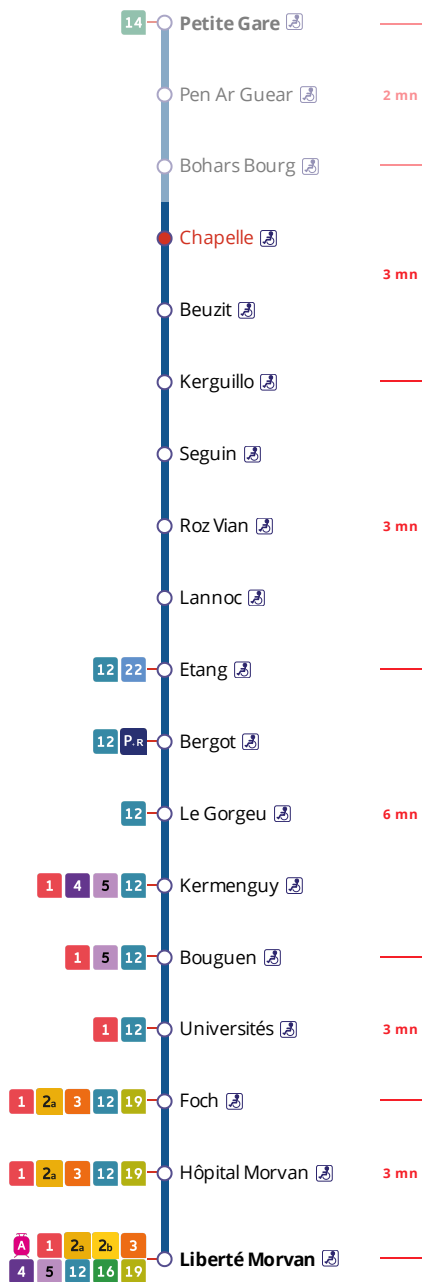 14 Petite Gare
Pen Ar Guear 2 mn
Bohars Bourg
Chapelle
3 mn
Beuzit
Kerguillo
Seguin
Roz Vian 3 mn
Lannoc
12 22 Etang
12 P.R Bergot
12 Le Gorgeu 6 mn
1 4 5 12 Kermenguy
1 5 12 Bouguen
1 12 Universités 3 mn
1 2a 3 12 19 Foch
1 2a 3 12 19 Hôpital Morvan 3 mn
A 1 2a 2b 3
Liberté Morvan
4 5 12 16 19